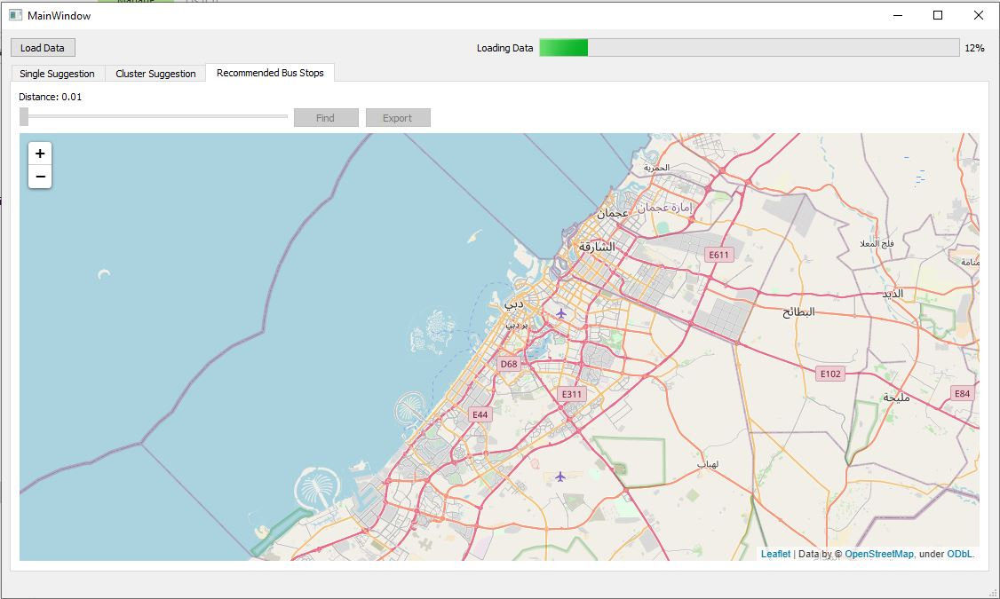 MainWindow
Load Data
Loading Data
12%
Single Suggestion
Cluster Suggestion
Recommended Bus Stops
Distance: 0.01
Find
Export
+
−
الحمرية
عجمان
إمارة عجمان
الشارقة
فلج المعلا
E611
منامة
الذيد
دبي
البطائح
بر دبي
D68
E102
E311
E84
مليحة
E44
لهباب
Leaflet | Data by © OpenStreetMap, under ODbL.